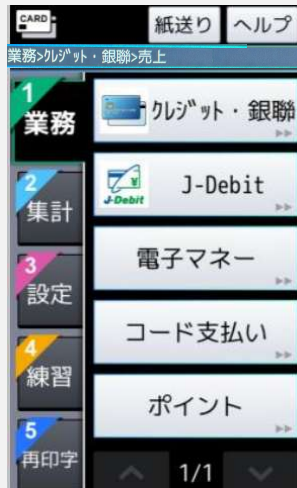 CARD 紙送り ヘルプ
業務>ｸﾚｼﾞｯﾄ・銀聯>売上
1 業務
クレジット・銀聯
2 集計
J-Debit
J-Debit
3 設定
電子マネー
4 練習
コード支払い
5 再印字
ポイント
1/1